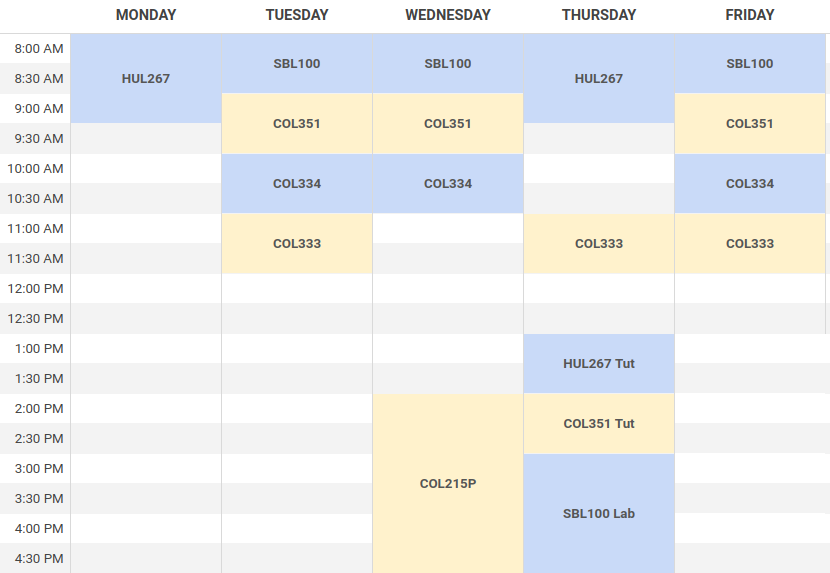 MONDAY TUESDAY WEDNESDAY THURSDAY FRIDAY
8:00 AM SBL100 SBL100 SBL100
8:30 AM HUL267 HUL267
9:00 AM COL351 COL351 COL351
9:30 AM
10:00 AM COL334 COL334 COL334
10:30 AM
11:00 AM COL333 COL333 COL333
11:30 AM
12:00 PM
12:30 PM
1:00 PM HUL267 Tut
1:30 PM
2:00 PM COL351 Tut
2:30 PM
3:00 PM COL215P
3:30 PM SBL100 Lab
4:00 PM
4:30 PM